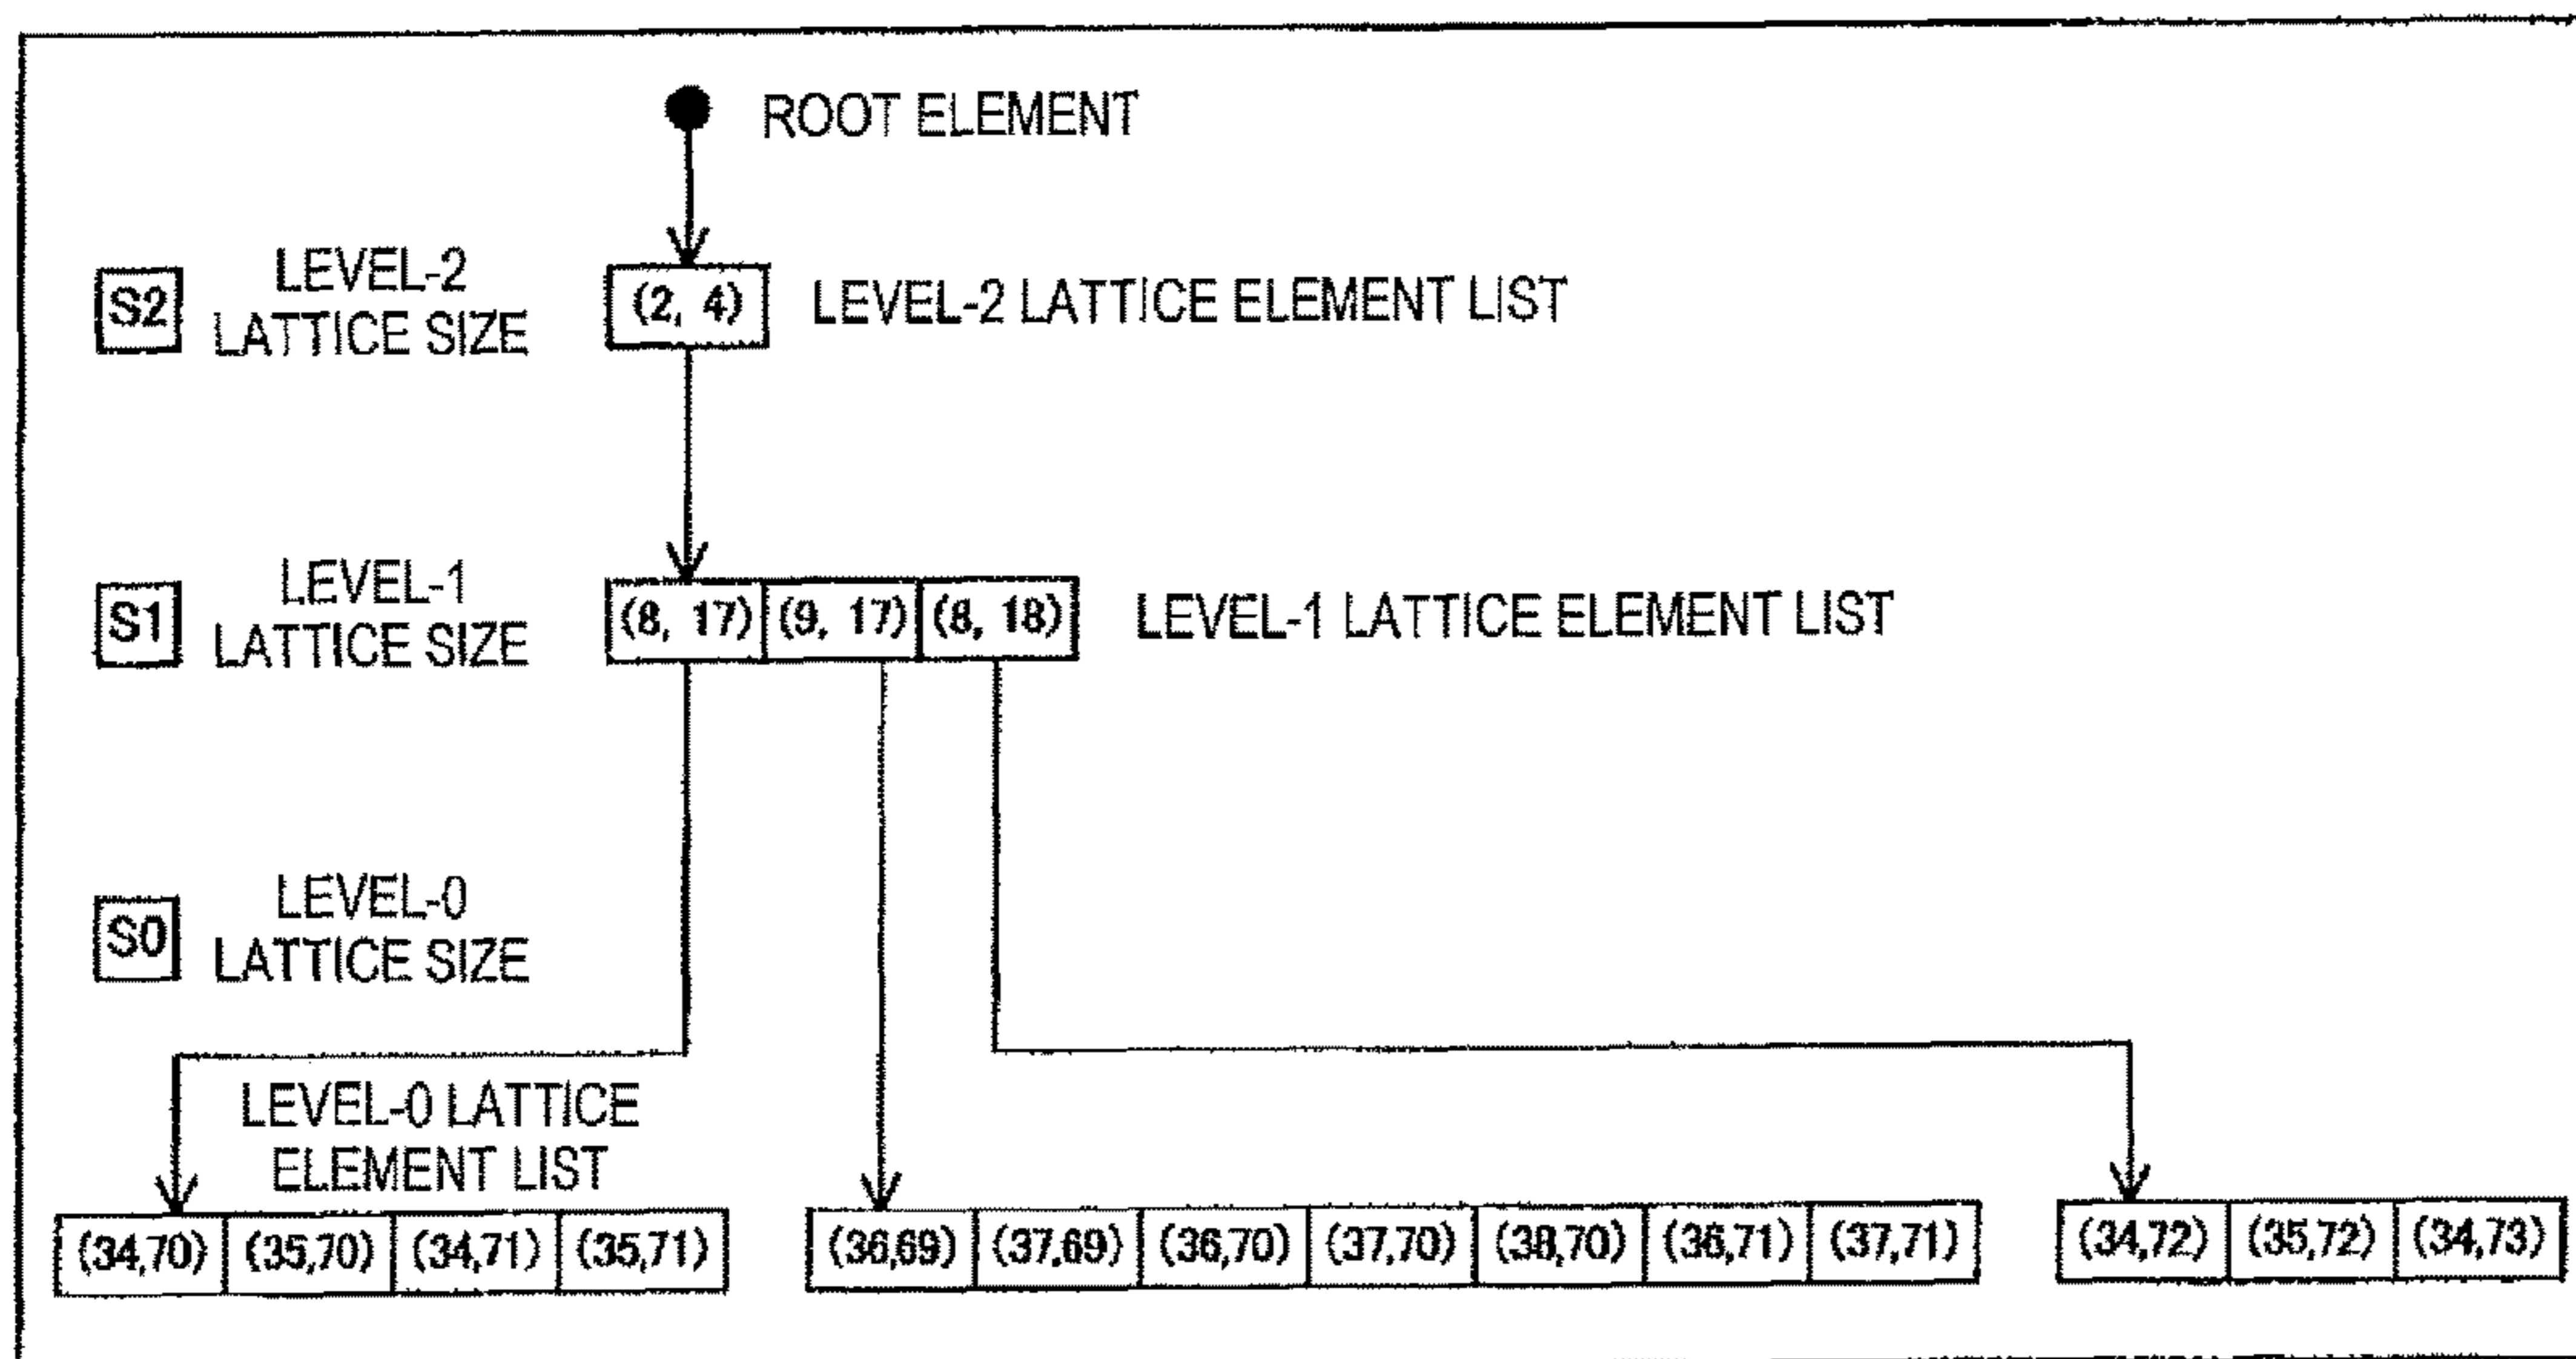 ROOT ELEMENT
S2
LEVEL-2
LATTICE SIZE
(2, 4)
LEVEL-2 LATTICE ELEMENT LIST
S1
LEVEL-1
LATTICE SIZE
(8, 17) (9, 17) (8, 18)
LEVEL-1 LATTICE ELEMENT LIST
S0
LEVEL-0
LATTICE SIZE
LEVEL-0 LATTICE
ELEMENT LIST
(34,70) (35,70) (34,71) (35,71)
(36,69) (37,69) (36,70) (37,70) (38,70) (36,71) (37,71)
(34,72) (35,72) (34,73)